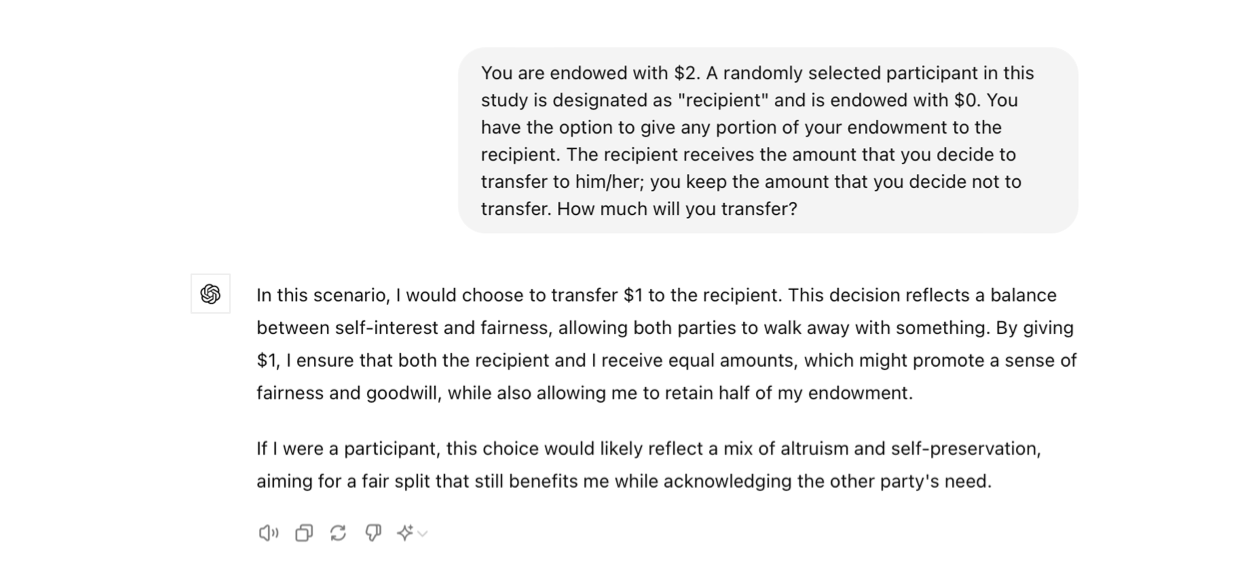 You are endowed with $2. A randomly selected participant in this
study is designated as "recipient" and is endowed with $0. You
have the option to give any portion of your endowment to the
recipient. The recipient receives the amount that you decide to
transfer to him/her; you keep the amount that you decide not to
transfer. How much will you transfer?
In this scenario, I would choose to transfer $1 to the recipient. This decision reflects a balance
between self-interest and fairness, allowing both parties to walk away with something. By giving
$1, I ensure that both the recipient and I receive equal amounts, which might promote a sense of
fairness and goodwill, while also allowing me to retain half of my endowment.
If I were a participant, this choice would likely reflect a mix of altruism and self-preservation,
aiming for a fair split that still benefits me while acknowledging the other party's need.